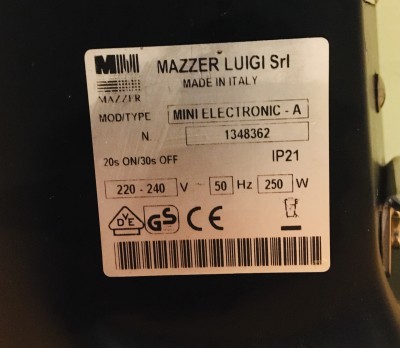 MAZZER LUIGI Srl
MADE IN ITALY
MAZZER
MOD/TYPE MINI ELECTRONIC - A
N. 1348362
20s ON/30s OFF IP21
220 - 240 V ~ 50 Hz 250 W
VDE GS CE